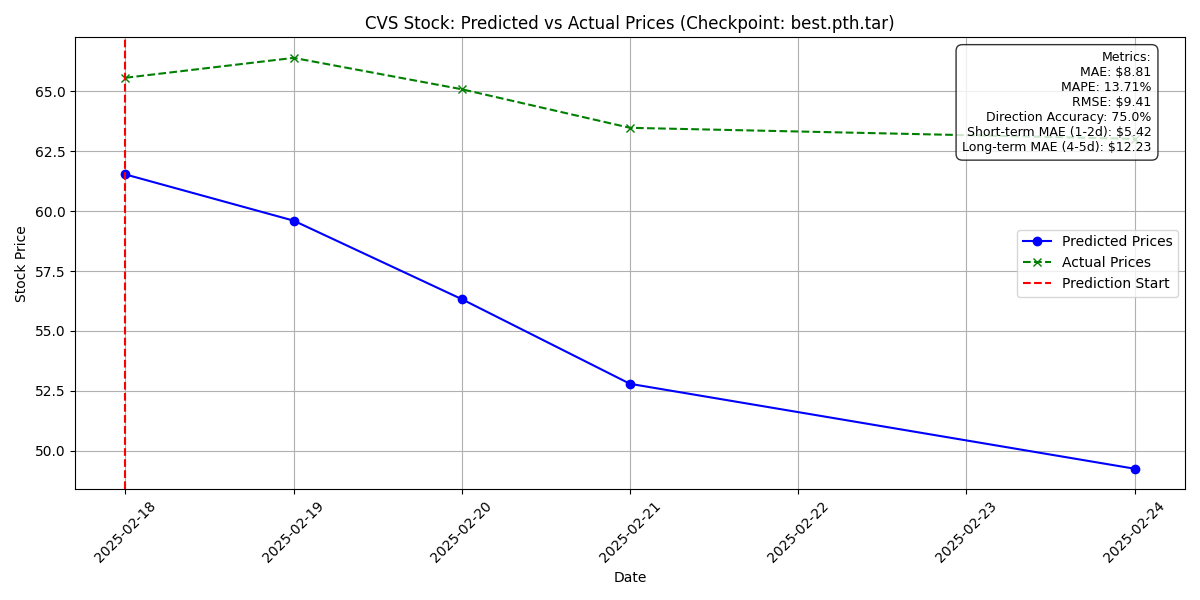 CVS Stock: Predicted vs Actual Prices (Checkpoint: best.pth.tar)
Metrics:
MAE: $8.81
MAPE: 13.71%
RMSE: $9.41
Direction Accuracy: 75.0%
Short-term MAE (1-2d): $5.42
Long-term MAE (4-5d): $12.23
Predicted Prices
Actual Prices
Prediction Start
Stock Price
65.0
62.5
60.0
57.5
55.0
52.5
50.0
2025-02-18
2025-02-19
2025-02-20
2025-02-21
2025-02-22
2025-02-23
2025-02-24
Date